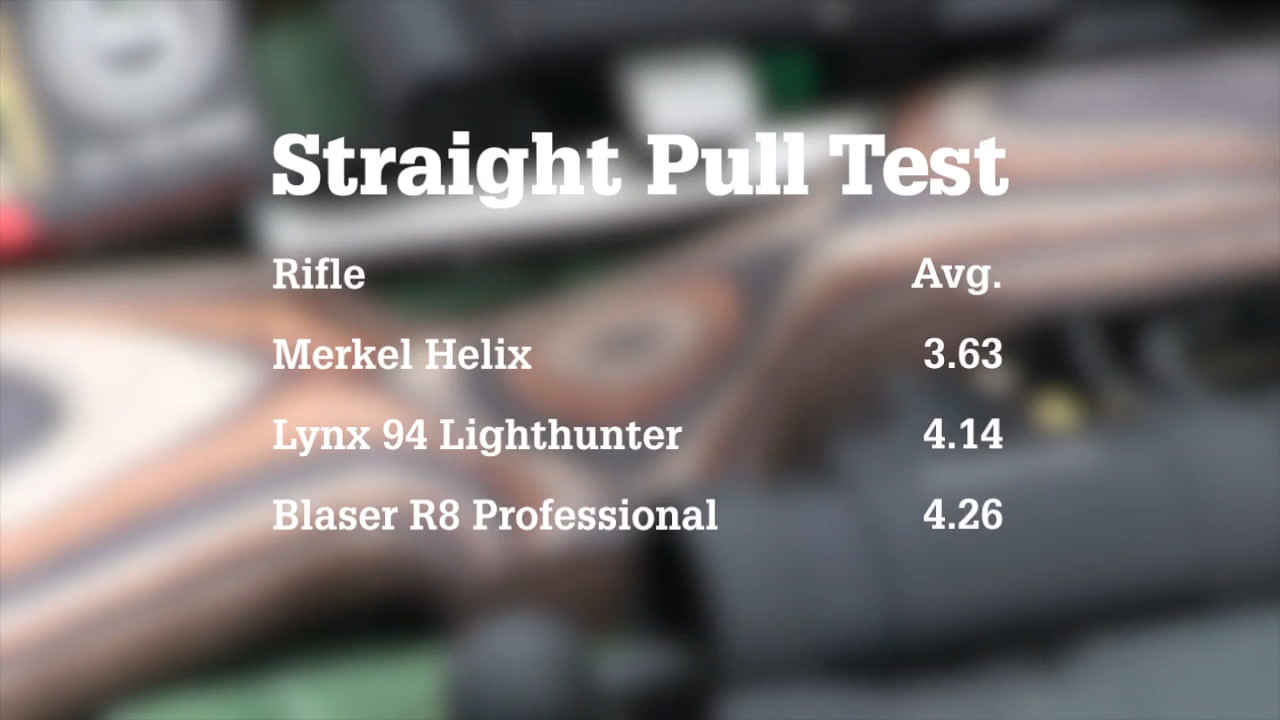 Straight Pull Test
Rifle Avg.
Merkel Helix 3.63
Lynx 94 Lighthunter 4.14
Blaser R8 Professional 4.26